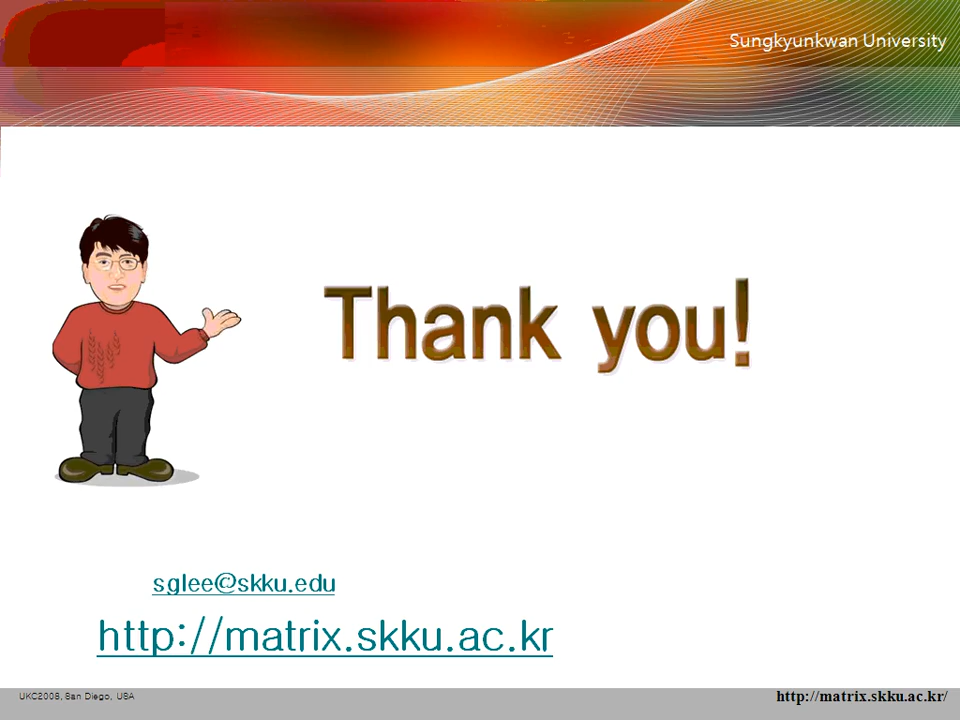 Sungkyunkwan University
Thank you!
sglee@skku.edu
http://matrix.skku.ac.kr
UKC2008, San Diego, USA
http://matrix.skku.ac.kr/